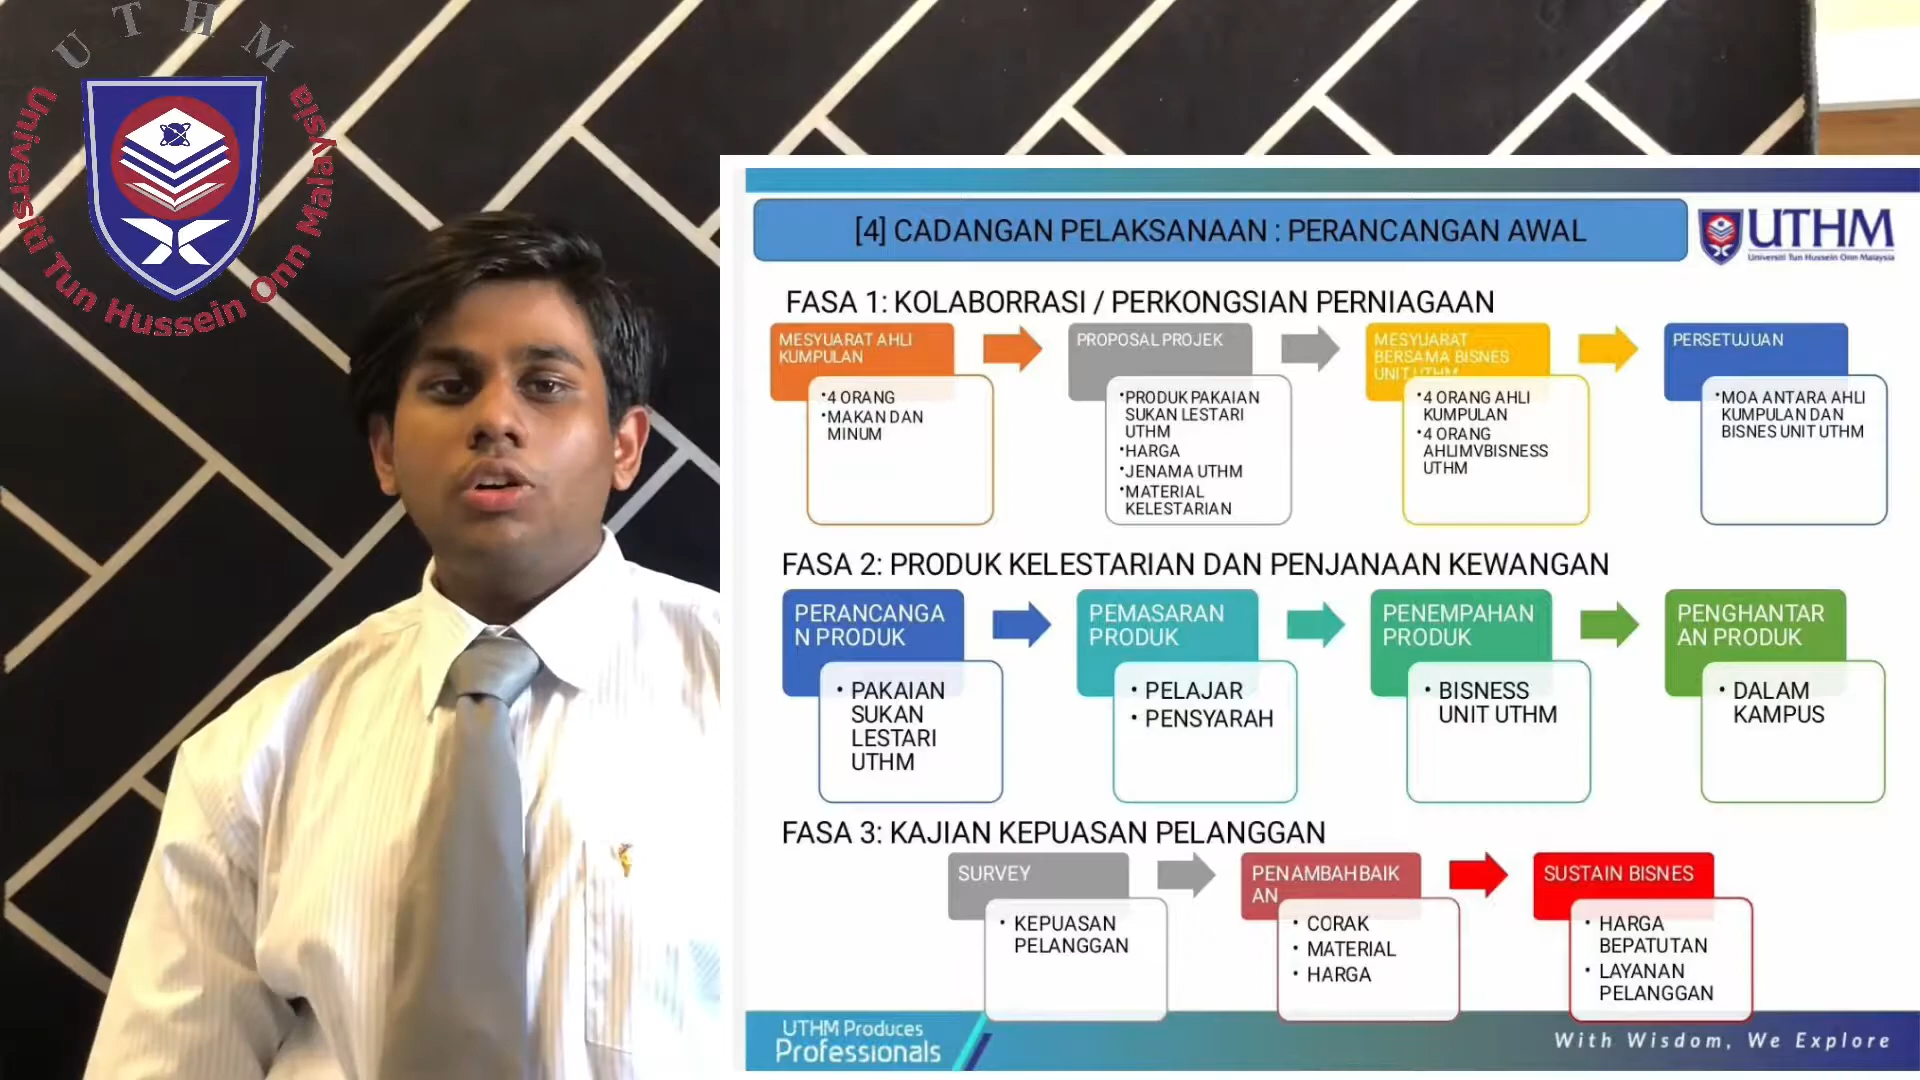 UTHM
Universiti Tun Hussein Onn Malaysia
[4] CADANGAN PELAKSANAAN : PERANCANGAN AWAL
UTHM
Universiti Tun Hussein Onn Malaysia
FASA 1: KOLABORRASI / PERKONGSIAN PERNIAGAAN
MESYUARAT AHLI
KUMPULAN
•4 ORANG
•MAKAN DAN
MINUM
PROPOSAL PROJEK
•PRODUK PAKAIAN
SUKAN LESTARI
UTHM
•HARGA
•JENAMA UTHM
•MATERIAL
KELESTARIAN
MESYUARAT
BERSAMA BISNES
UNIT UTHM
•4 ORANG AHLI
KUMPULAN
•4 ORANG
AHLIMVBISNESS
UTHM
PERSETUJUAN
•MOA ANTARA AHLI
KUMPULAN DAN
BISNES UNIT UTHM
FASA 2: PRODUK KELESTARIAN DAN PENJANAAN KEWANGAN
PERANCANGA
N PRODUK
• PAKAIAN
SUKAN
LESTARI
UTHM
PEMASARAN
PRODUK
• PELAJAR
• PENSYARAH
PENEMPAHAN
PRODUK
• BISNESS
UNIT UTHM
PENGHANTAR
AN PRODUK
• DALAM
KAMPUS
FASA 3: KAJIAN KEPUASAN PELANGGAN
SURVEY
• KEPUASAN
PELANGGAN
PENAMBAHBAIK
AN
• CORAK
• MATERIAL
• HARGA
SUSTAIN BISNES
• HARGA
BEPATUTAN
• LAYANAN
PELANGGAN
UTHM Produces
Professionals
With Wisdom, We Explore